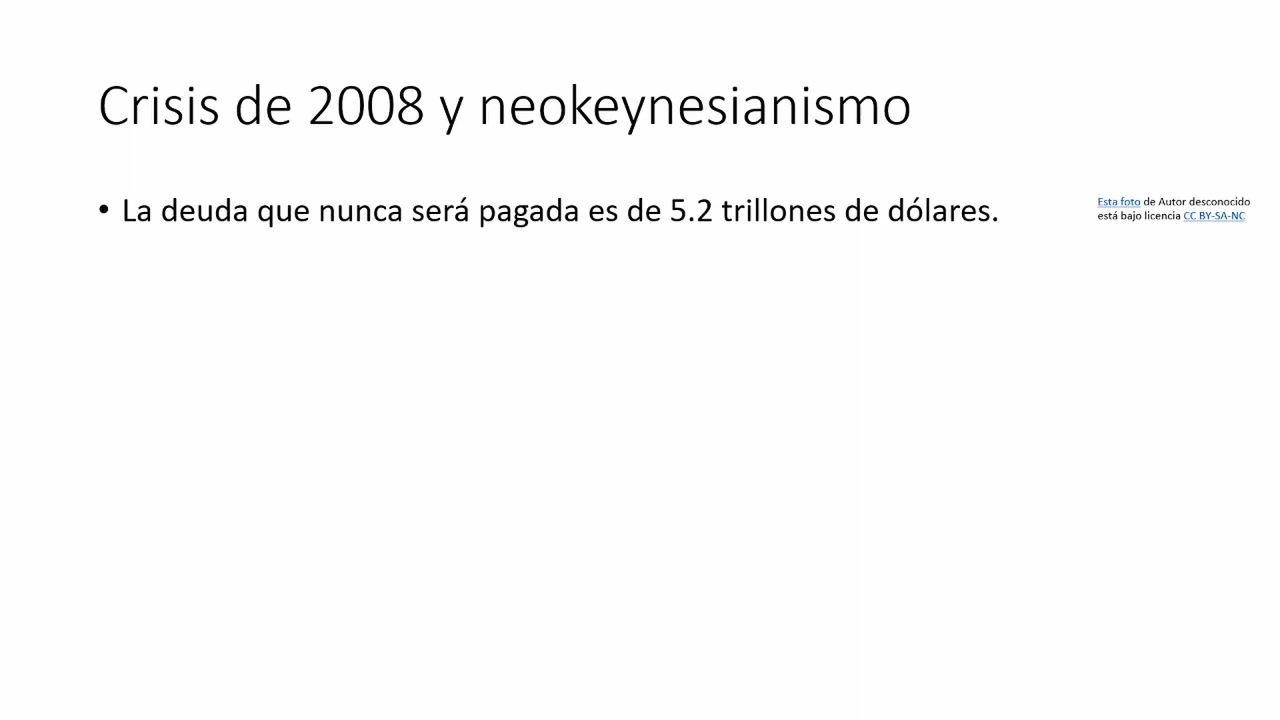 Crisis de 2008 y neokeynesianismo
• La deuda que nunca será pagada es de 5.2 trillones de dólares.
Esta foto de Autor desconocido
está bajo licencia CC BY-SA-NC